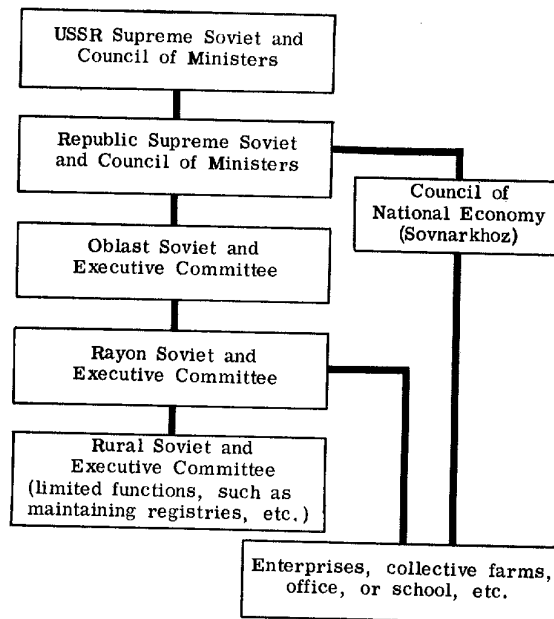 USSR Supreme Soviet and
Council of Ministers
Republic Supreme Soviet
and Council of Ministers
Council of
National Economy
(Sovnarkhoz)
Oblast Soviet and
Executive Committee
Rayon Soviet and
Executive Committee
Rural Soviet and
Executive Committee
(limited functions, such as
maintaining registries, etc.)
Enterprises, collective farms,
office, or school, etc.